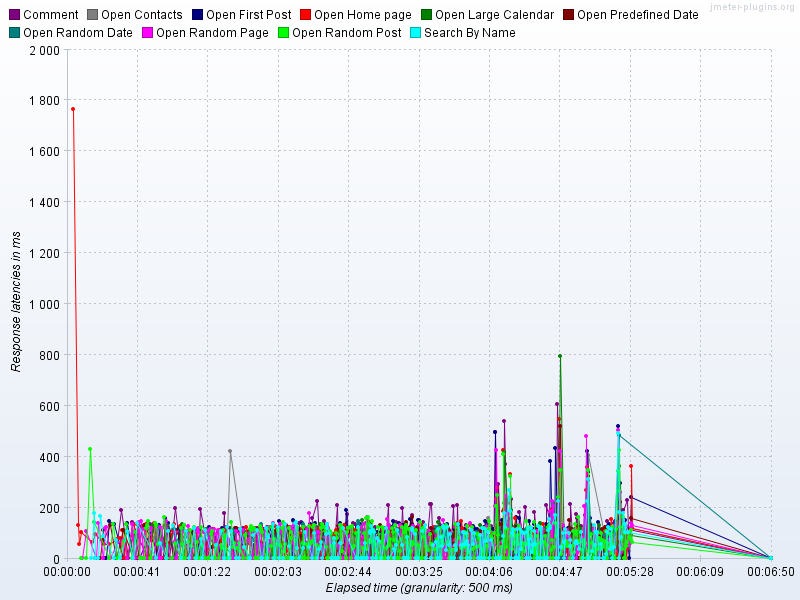 jmeter-plugins.org
Comment Open Contacts Open First Post Open Home page Open Large Calendar Open Predefined Date
Open Random Date Open Random Page Open Random Post Search By Name
2 000
1 800
1 600
1 400
1 200
1 000
800
600
400
200
0
Response latencies in ms
00:00:00 00:00:41 00:01:22 00:02:03 00:02:44 00:03:25 00:04:06 00:04:47 00:05:28 00:06:09 00:06:50
Elapsed time (granularity: 500 ms)